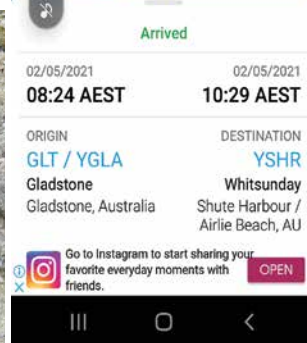 Arrived
02/05/2021 02/05/2021
08:24 AEST 10:29 AEST
ORIGIN DESTINATION
GLT / YGLA YSHR
Gladstone Whitsunday
Gladstone, Australia Shute Harbour /
Airlie Beach, AU
Go to Instagram to start sharing your
favorite everyday moments with
friends.
OPEN